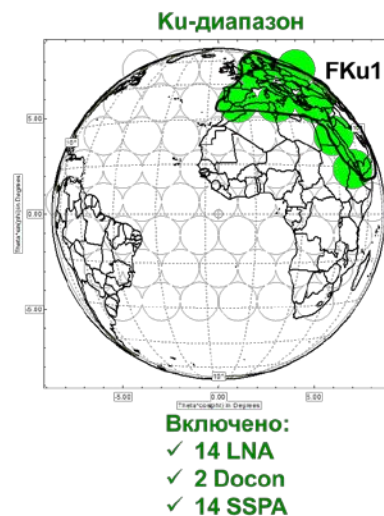 Ku-диапазон
FKu1
5.00
0.00
-5.00
-5.00
0.00
5.00
Включено:
✓ 14 LNA
✓ 2 Docon
✓ 14 SSPA